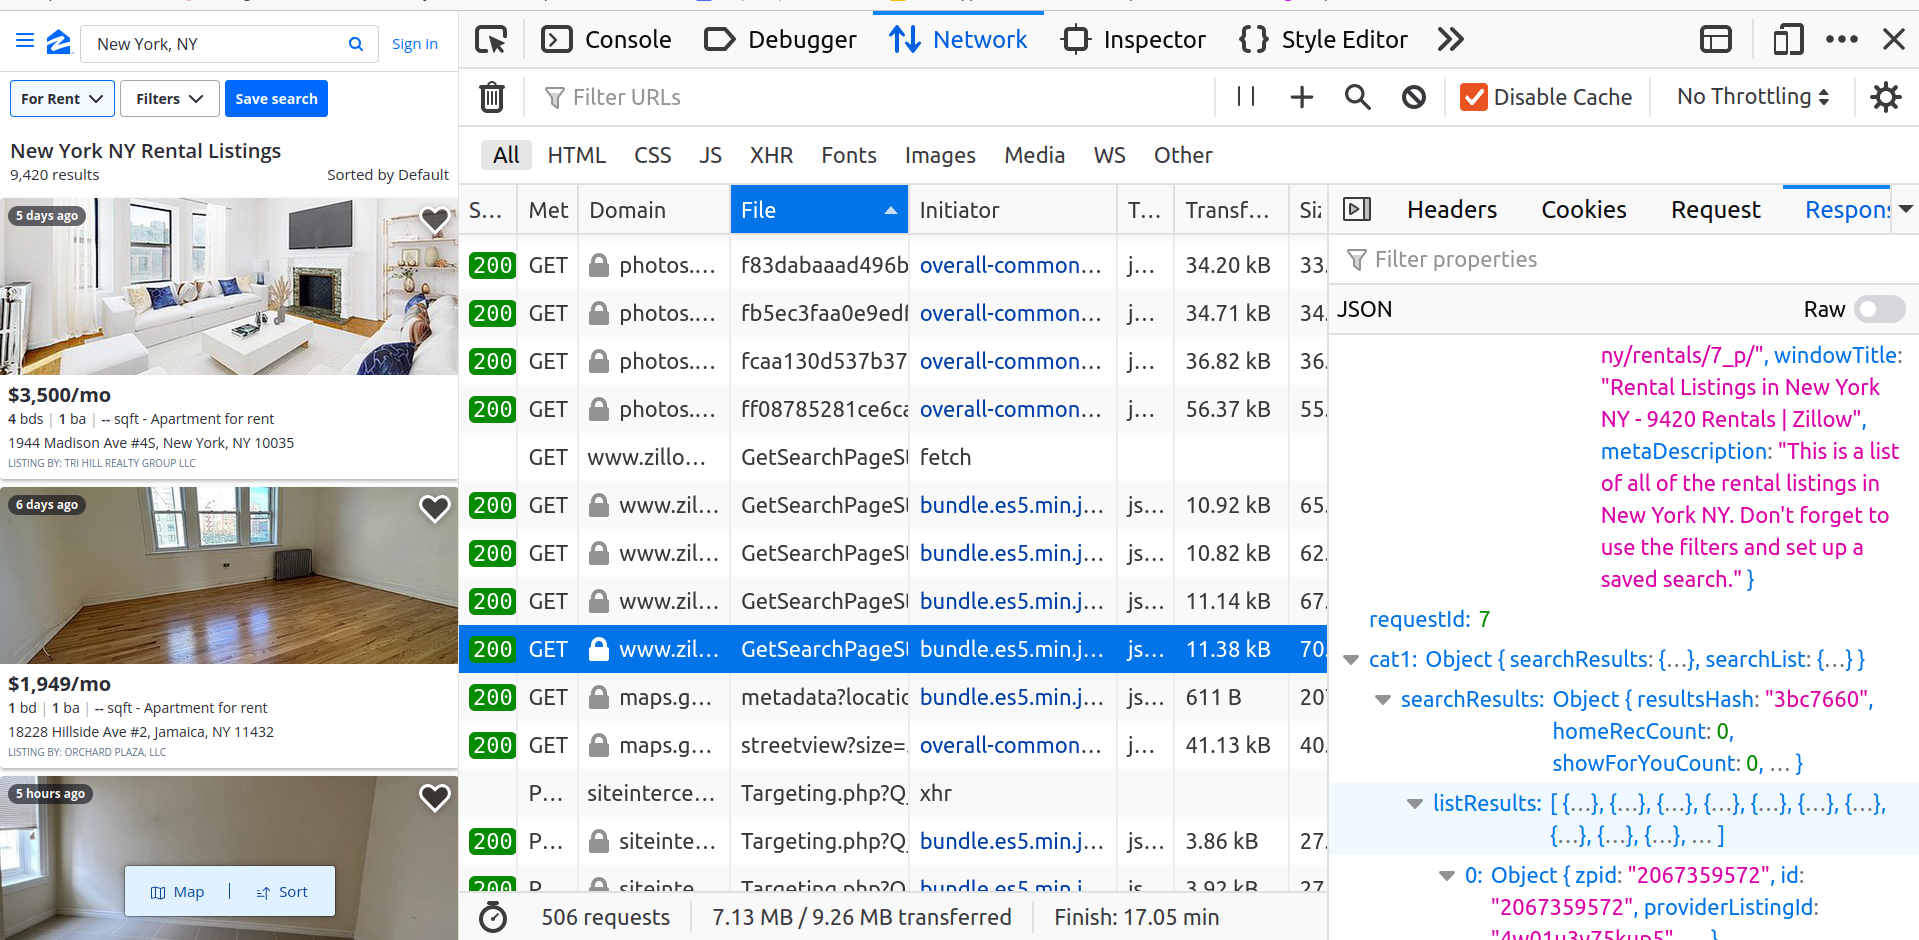 New York, NY
Sign in
For Rent
Filters
Save search
New York NY Rental Listings
9,420 results
Sorted by Default
5 days ago
$3,500/mo
4 bds | 1 ba | -- sqft - Apartment for rent
1944 Madison Ave #4S, New York, NY 10035
LISTING BY: TRI HILL REALTY GROUP LLC
6 days ago
$1,949/mo
1 bd | 1 ba | -- sqft - Apartment for rent
18228 Hillside Ave #2, Jamaica, NY 11432
LISTING BY: ORCHARD PLAZA, LLC
5 hours ago
Map | Sort
Console
Debugger
Network
Inspector
Style Editor
Filter URLs
Disable Cache
No Throttling
All HTML CSS JS XHR Fonts Images Media WS Other
S... Met Domain File Initiator T... Transf... Siz
200 GET photos.... f83dabaaad496b overall-common... j... 34.20 kB 33.
200 GET photos.... fb5ec3faa0e9edf overall-common... j... 34.71 kB 34.
200 GET photos.... fcaa130d537b37 overall-common... j... 36.82 kB 36.
200 GET photos.... ff08785281ce6ca overall-common... j... 56.37 kB 55.
GET www.zillo... GetSearchPageSt fetch
200 GET www.zil... GetSearchPageSt bundle.es5.min.j... js... 10.92 kB 65.
200 GET www.zil... GetSearchPageSt bundle.es5.min.j... js... 10.82 kB 62.
200 GET www.zil... GetSearchPageSt bundle.es5.min.j... js... 11.14 kB 67.
200 GET www.zil... GetSearchPageSt bundle.es5.min.j... js... 11.38 kB 70.
200 GET maps.g... metadata?locatio bundle.es5.min.j... js... 611 B 207
200 GET maps.g... streetview?size=. overall-common... j... 41.13 kB 40.
P... siteinterce... Targeting.php?Q_ xhr
200 P... siteinte... Targeting.php?Q_ bundle.es5.min.j... js... 3.86 kB 27.
200 P... siteinte... Targeting.php?Q_ bundle.es5.min.j... js... 3.92 kB 27.
506 requests
7.13 MB / 9.26 MB transferred
Finish: 17.05 min
Headers Cookies Request Respons
Filter properties
JSON
Raw
ny/rentals/7_p/", windowTitle:
"Rental Listings in New York
NY - 9420 Rentals | Zillow",
metaDescription: "This is a list
of all of the rental listings in
New York NY. Don't forget to
use the filters and set up a
saved search." }
requestId: 7
cat1: Object { searchResults: {…}, searchList: {…} }
searchResults: Object { resultsHash: "3bc7660",
homeRecCount: 0,
showForYouCount: 0, … }
listResults: [ {…}, {…}, {…}, {…}, {…}, {…}, {…},
{…}, {…}, {…}, … ]
0: Object { zpid: "2067359572", id:
"2067359572", providerListingId:
"4w01u3v75kup5", … }